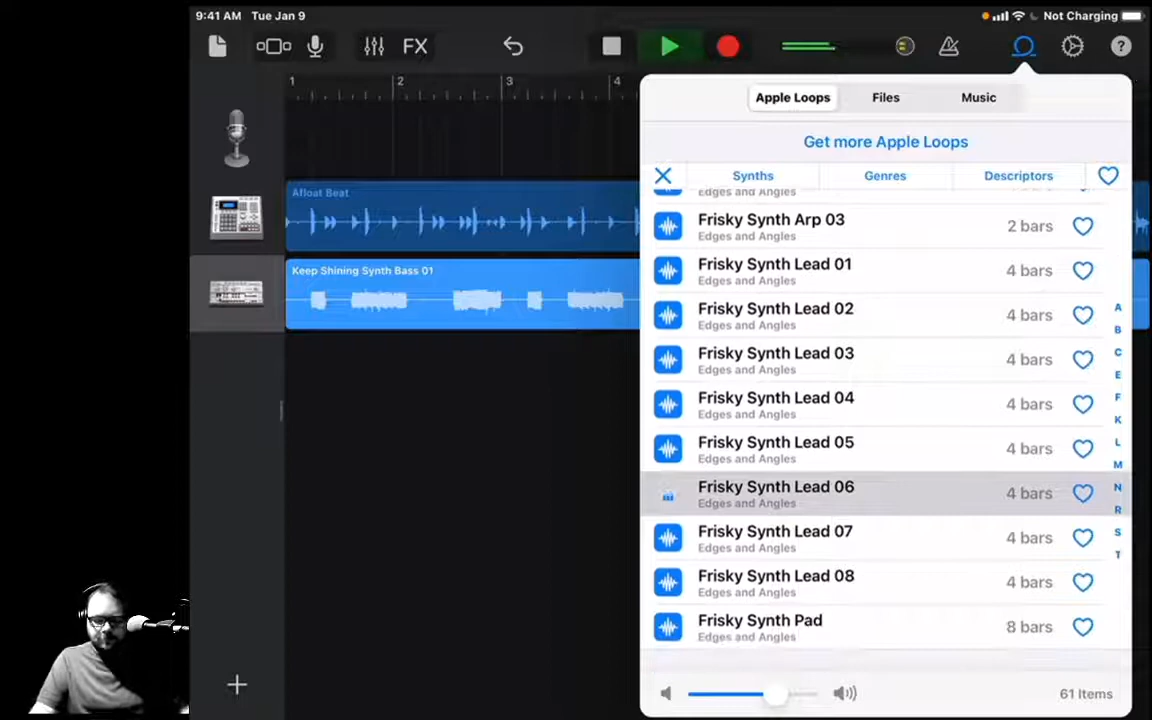 9:41 AM Tue Jan 9
Not Charging
FX
1 2 3 4
Afloat Beat
Keep Shining Synth Bass 01
Apple Loops Files Music
Get more Apple Loops
Synths Genres Descriptors
Edges and Angles
Frisky Synth Arp 03 2 bars
Edges and Angles
Frisky Synth Lead 01 4 bars
Edges and Angles
Frisky Synth Lead 02 4 bars
Edges and Angles
Frisky Synth Lead 03 4 bars
Edges and Angles
Frisky Synth Lead 04 4 bars
Edges and Angles
Frisky Synth Lead 05 4 bars
Edges and Angles
Frisky Synth Lead 06 4 bars
Edges and Angles
Frisky Synth Lead 07 4 bars
Edges and Angles
Frisky Synth Lead 08 4 bars
Edges and Angles
Frisky Synth Pad 8 bars
Edges and Angles
A
B
C
E
F
K
L
M
N
R
S
T
61 Items